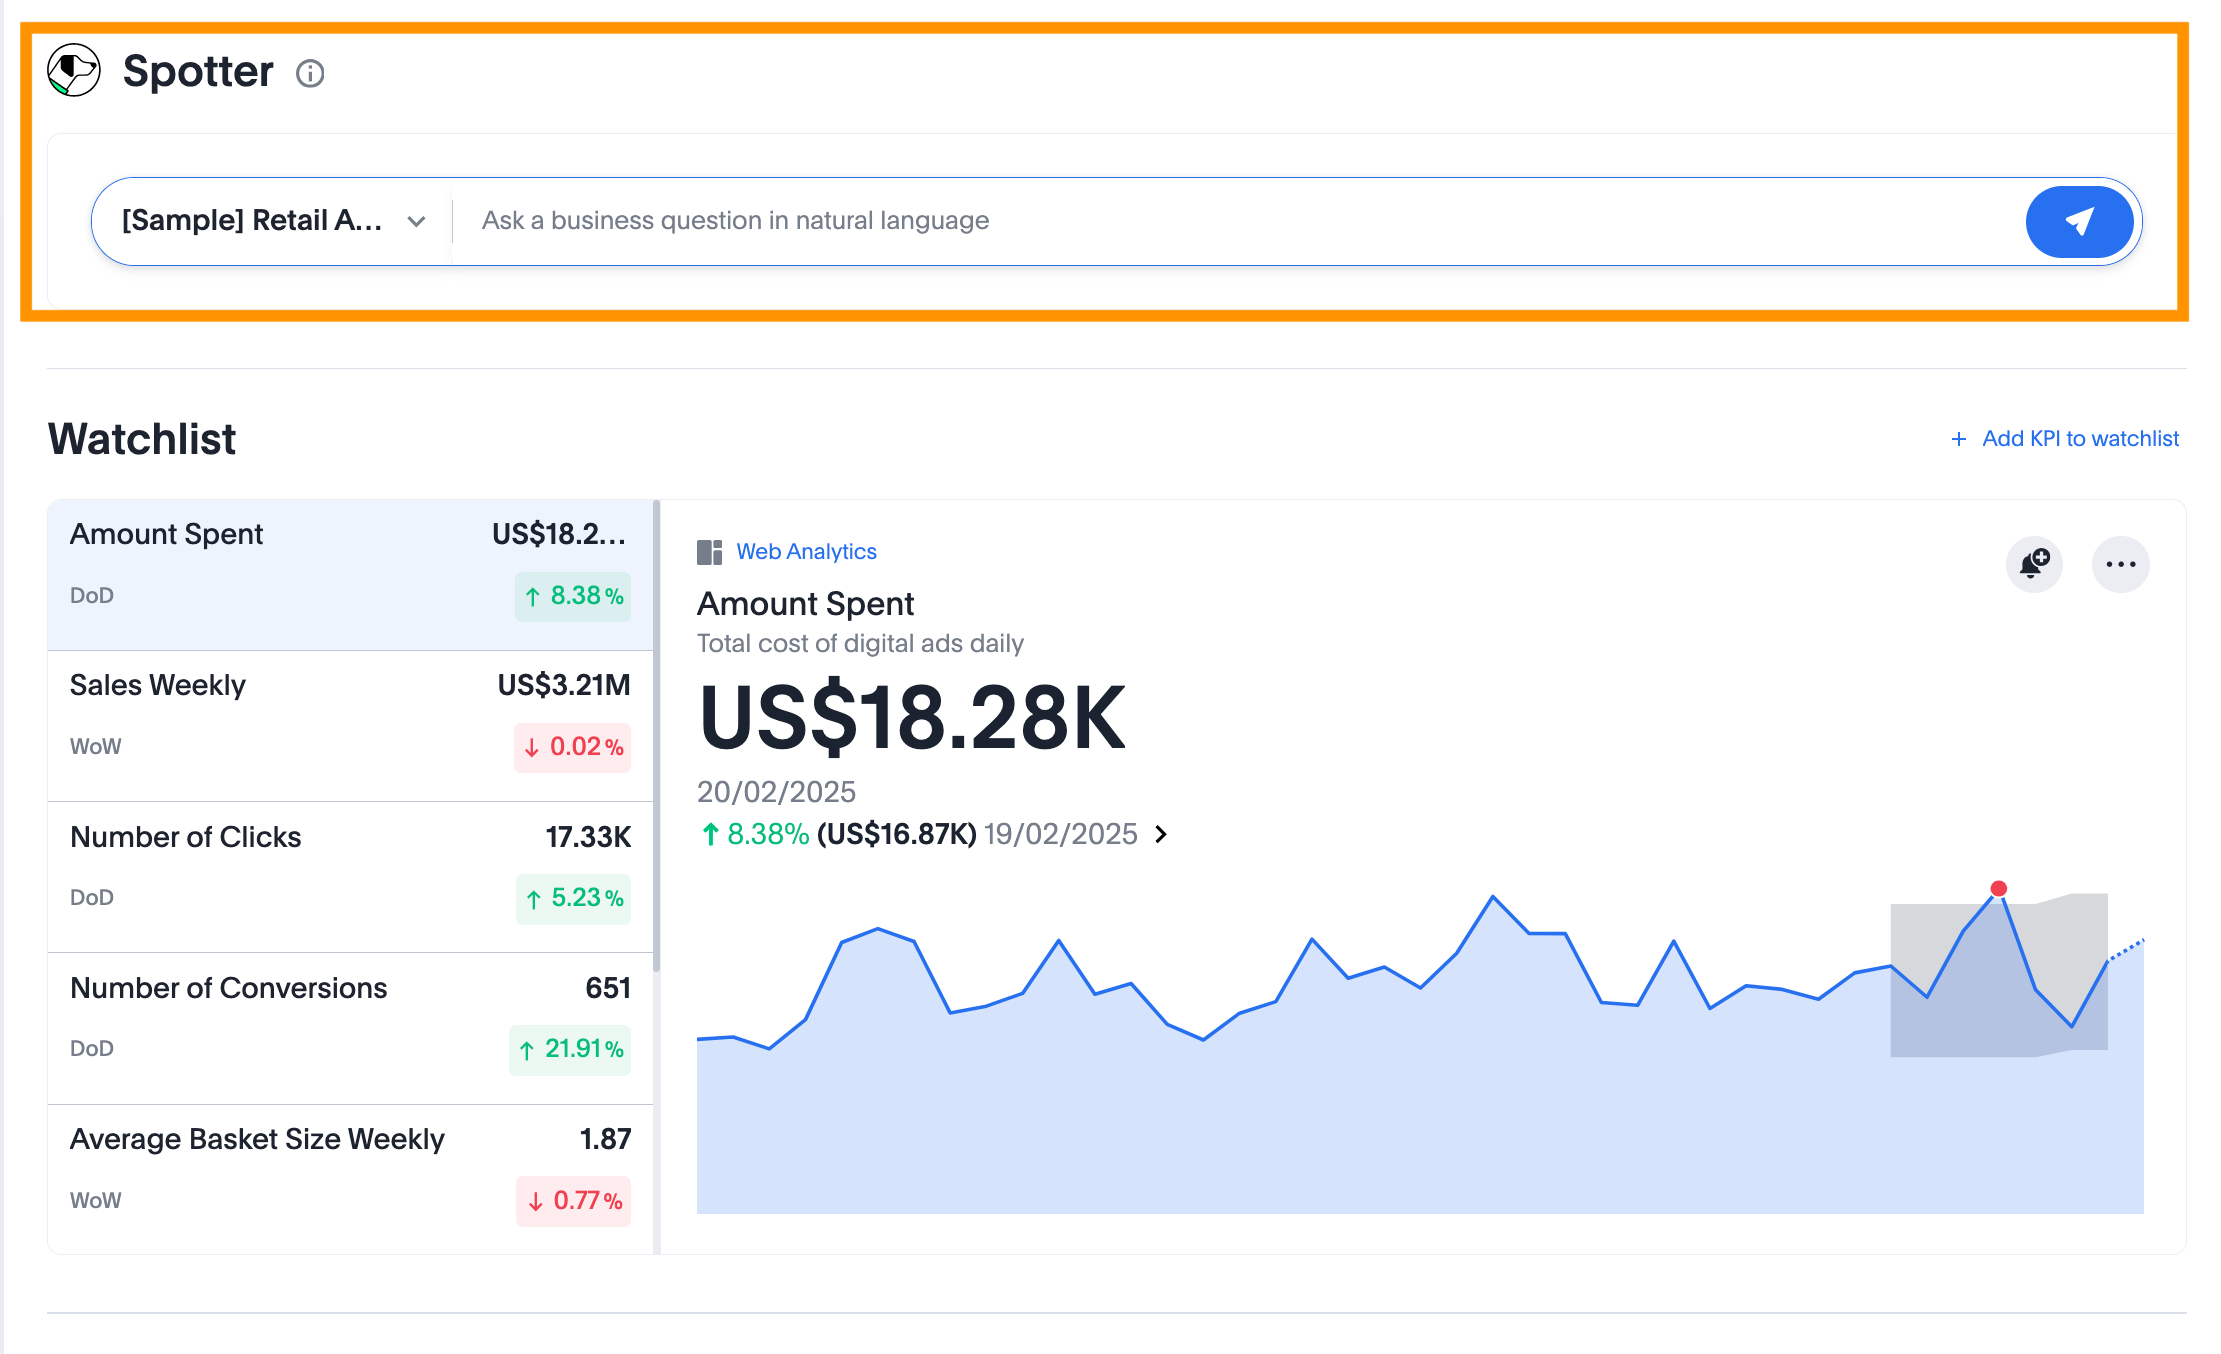 Spotter
[Sample] Retail A...
Ask a business question in natural language
Watchlist
+ Add KPI to watchlist
Amount Spent US$18.2...
DoD ↑ 8.38%
Sales Weekly US$3.21M
WoW ↓ 0.02%
Number of Clicks 17.33K
DoD ↑ 5.23%
Number of Conversions 651
DoD ↑ 21.91%
Average Basket Size Weekly 1.87
WoW ↓ 0.77%
Web Analytics
Amount Spent
Total cost of digital ads daily
US$18.28K
20/02/2025
↑ 8.38% (US$16.87K) 19/02/2025